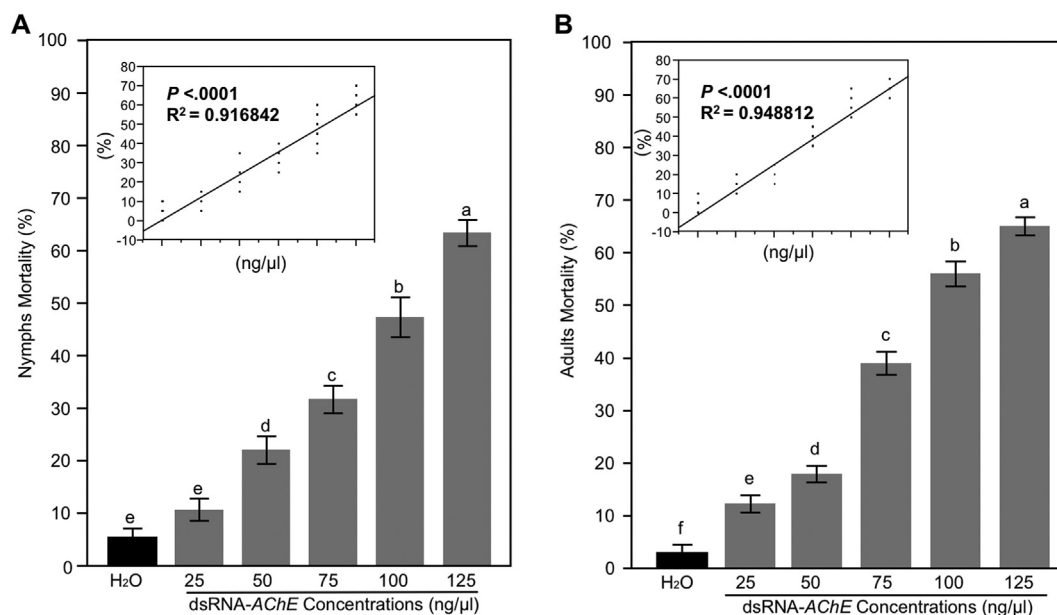 A
Nymphs Mortality (%)
100
90
80
70
60
50
40
30
20
10
0
80
70
60
50
40
30
20
10
0
-10
(%)
P <.0001
R² = 0.916842
(ng/µl)
e
e
d
c
b
a
H₂O 25 50 75 100 125
dsRNA-AChE Concentrations (ng/µl)
B
Adults Mortality (%)
100
90
80
70
60
50
40
30
20
10
0
80
70
60
50
40
30
20
10
0
-10
(%)
P <.0001
R² = 0.948812
(ng/µl)
f
e
d
c
b
a
H₂O 25 50 75 100 125
dsRNA-AChE Concentrations (ng/µl)